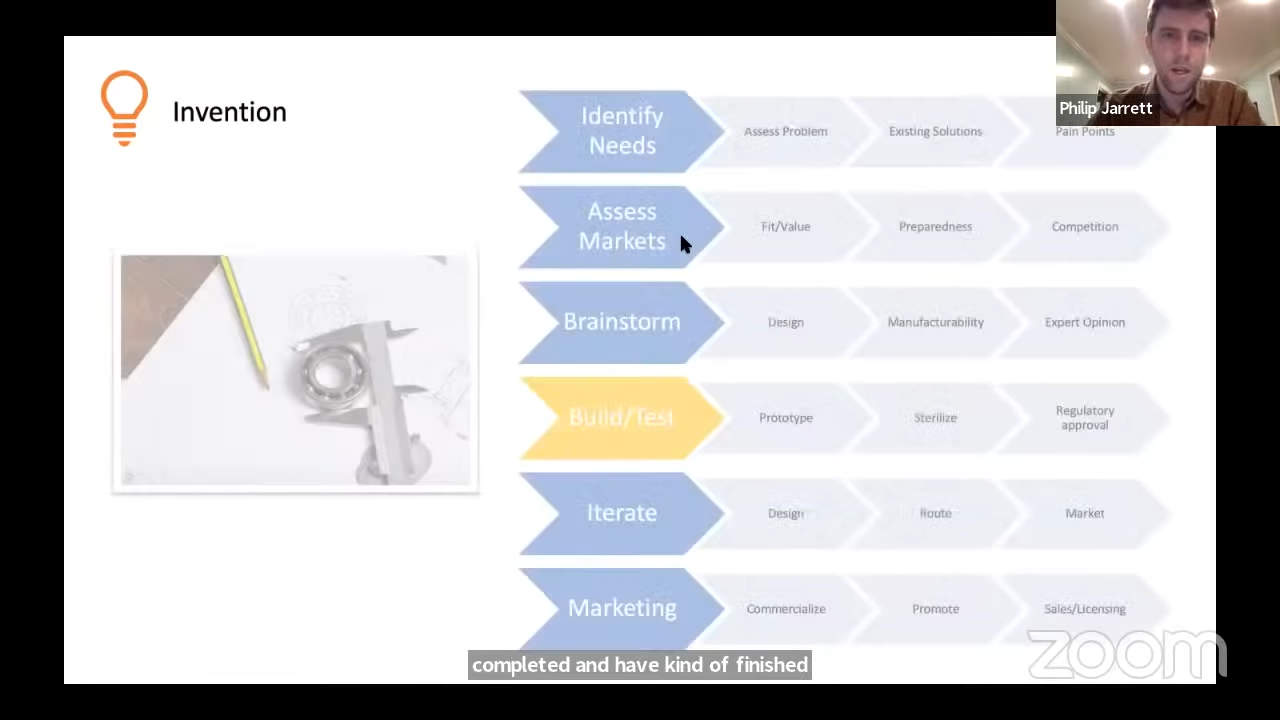 Invention
Identify
Needs
Assess Problem
Existing Solutions
Pain Points
Philip Jarrett
Assess
Markets
Fit/Value
Preparedness
Competition
Brainstorm
Design
Manufacturability
Expert Opinion
Build/Test
Prototype
Sterilize
Regulatory
approval
Iterate
Design
Route
Market
Marketing
Commercialize
Promote
Sales/Licensing
completed and have kind of finished
zoom